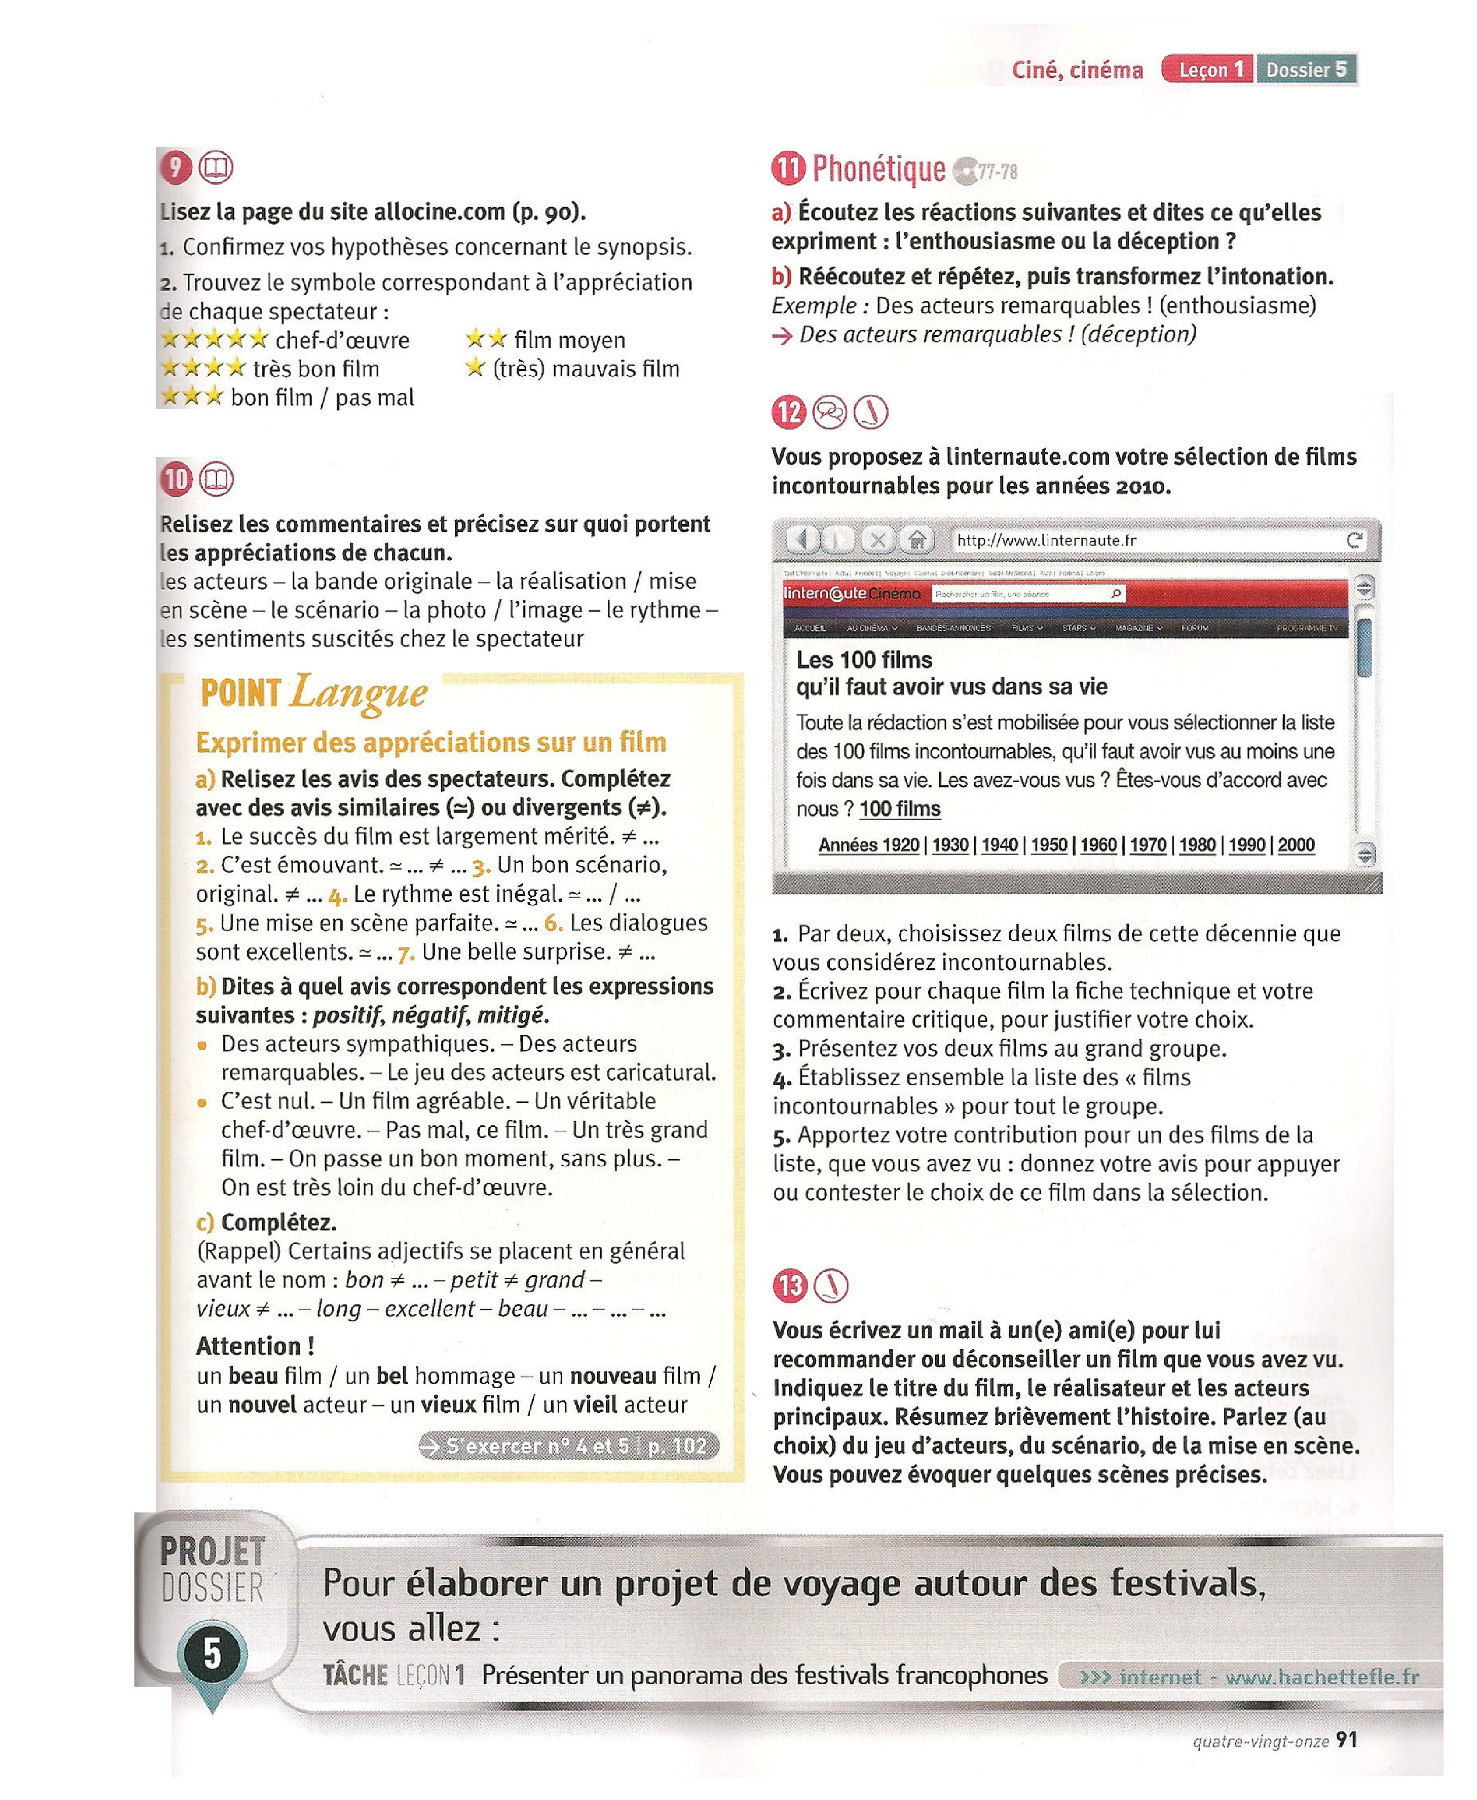 Ciné, cinéma Leçon 1 Dossier 5
9
Lisez la page du site allocine.com (p. 90).
1. Confirmez vos hypothèses concernant le synopsis.
2. Trouvez le symbole correspondant à l'appréciation
de chaque spectateur :
★★★★★ chef-d'œuvre ★★ film moyen
★★★★ très bon film ★ (très) mauvais film
★★★ bon film / pas mal
10
Relisez les commentaires et précisez sur quoi portent
les appréciations de chacun.
les acteurs – la bande originale – la réalisation / mise
en scène – le scénario – la photo / l'image – le rythme –
les sentiments suscités chez le spectateur
POINT Langue
Exprimer des appréciations sur un film
a) Relisez les avis des spectateurs. Complétez
avec des avis similaires (≃) ou divergents (≠).
1. Le succès du film est largement mérité. ≠ ...
2. C'est émouvant. ≃ ... ≠ ... 3. Un bon scénario,
original. ≠ ... 4. Le rythme est inégal. ≃ ... / ...
5. Une mise en scène parfaite. ≃ ... 6. Les dialogues
sont excellents. ≃ ... 7. Une belle surprise. ≠ ...
b) Dites à quel avis correspondent les expressions
suivantes : positif, négatif, mitigé.
• Des acteurs sympathiques. – Des acteurs
remarquables. – Le jeu des acteurs est caricatural.
• C'est nul. – Un film agréable. – Un véritable
chef-d'œuvre. – Pas mal, ce film. – Un très grand
film. – On passe un bon moment, sans plus. –
On est très loin du chef-d'œuvre.
c) Complétez.
(Rappel) Certains adjectifs se placent en général
avant le nom : bon ≠ ... – petit ≠ grand –
vieux ≠ ... – long – excellent – beau – ... – ... – ...
Attention !
un beau film / un bel hommage – un nouveau film /
un nouvel acteur – un vieux film / un vieil acteur
→ S'exercer n° 4 et 5 | p. 102
11 Phonétique 77-78
a) Écoutez les réactions suivantes et dites ce qu'elles
expriment : l'enthousiasme ou la déception ?
b) Réécoutez et répétez, puis transformez l'intonation.
Exemple : Des acteurs remarquables ! (enthousiasme)
→ Des acteurs remarquables ! (déception)
12
Vous proposez à linternaute.com votre sélection de films
incontournables pour les années 2010.
http://www.linternaute.fr
lintern@ute Cinéma Rechercher un film, une séance
ACCUEIL AU CINÉMA BANDES-ANNONCES FILMS STARS MAGAZINE FORUM PROGRAMME TV
Les 100 films
qu'il faut avoir vus dans sa vie
Toute la rédaction s'est mobilisée pour vous sélectionner la liste
des 100 films incontournables, qu'il faut avoir vus au moins une
fois dans sa vie. Les avez-vous vus ? Êtes-vous d'accord avec
nous ? 100 films
Années 1920 | 1930 | 1940 | 1950 | 1960 | 1970 | 1980 | 1990 | 2000
1. Par deux, choisissez deux films de cette décennie que
vous considérez incontournables.
2. Écrivez pour chaque film la fiche technique et votre
commentaire critique, pour justifier votre choix.
3. Présentez vos deux films au grand groupe.
4. Établissez ensemble la liste des « films
incontournables » pour tout le groupe.
5. Apportez votre contribution pour un des films de la
liste, que vous avez vu : donnez votre avis pour appuyer
ou contester le choix de ce film dans la sélection.
13
Vous écrivez un mail à un(e) ami(e) pour lui
recommander ou déconseiller un film que vous avez vu.
Indiquez le titre du film, le réalisateur et les acteurs
principaux. Résumez brièvement l'histoire. Parlez (au
choix) du jeu d'acteurs, du scénario, de la mise en scène.
Vous pouvez évoquer quelques scènes précises.
PROJET
DOSSIER
5
Pour élaborer un projet de voyage autour des festivals,
vous allez :
TÂCHE LEÇON 1 Présenter un panorama des festivals francophones >>> internet - www.hachettefle.fr
quatre-vingt-onze 91